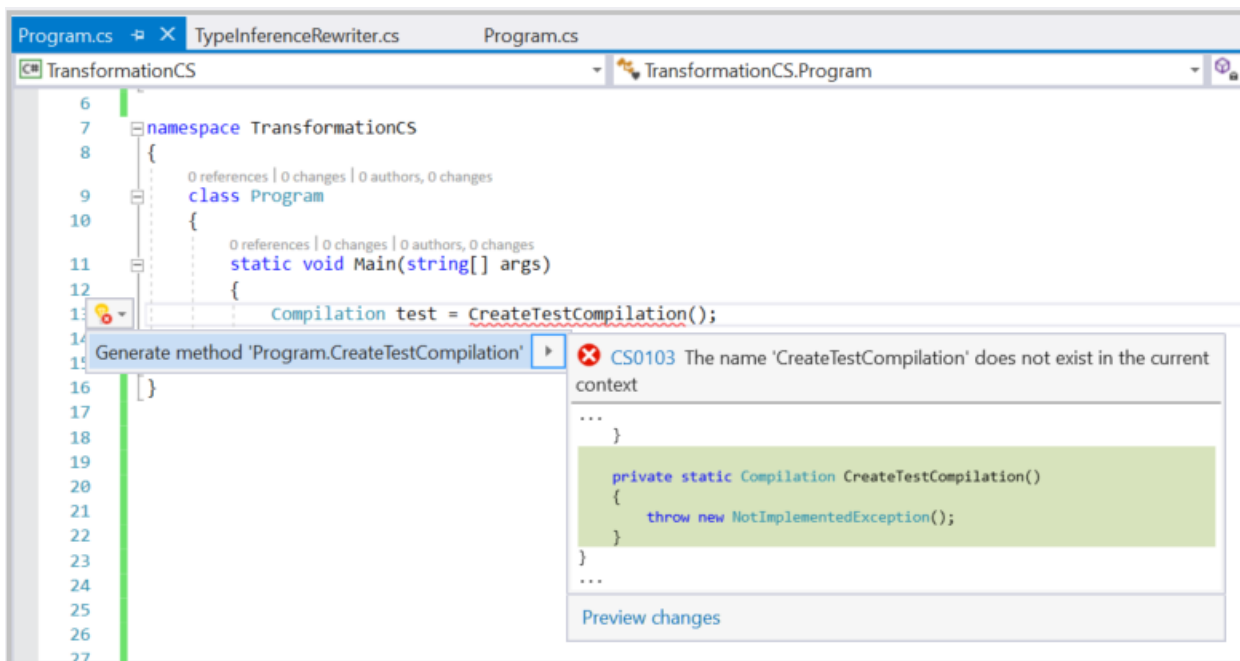 Program.cs TypeInferenceRewriter.cs Program.cs
C# TransformationCS TransformationCS.Program
6
7 namespace TransformationCS
8 {
0 references | 0 changes | 0 authors, 0 changes
9 class Program
10 {
0 references | 0 changes | 0 authors, 0 changes
11 static void Main(string[] args)
12 {
13 Compilation test = CreateTestCompilation();
14
Generate method 'Program.CreateTestCompilation'
15
16 }
17
18
19
20
21
22
23
24
25
26
27
CS0103 The name 'CreateTestCompilation' does not exist in the current
context
...
}
private static Compilation CreateTestCompilation()
{
throw new NotImplementedException();
}
}
...
Preview changes